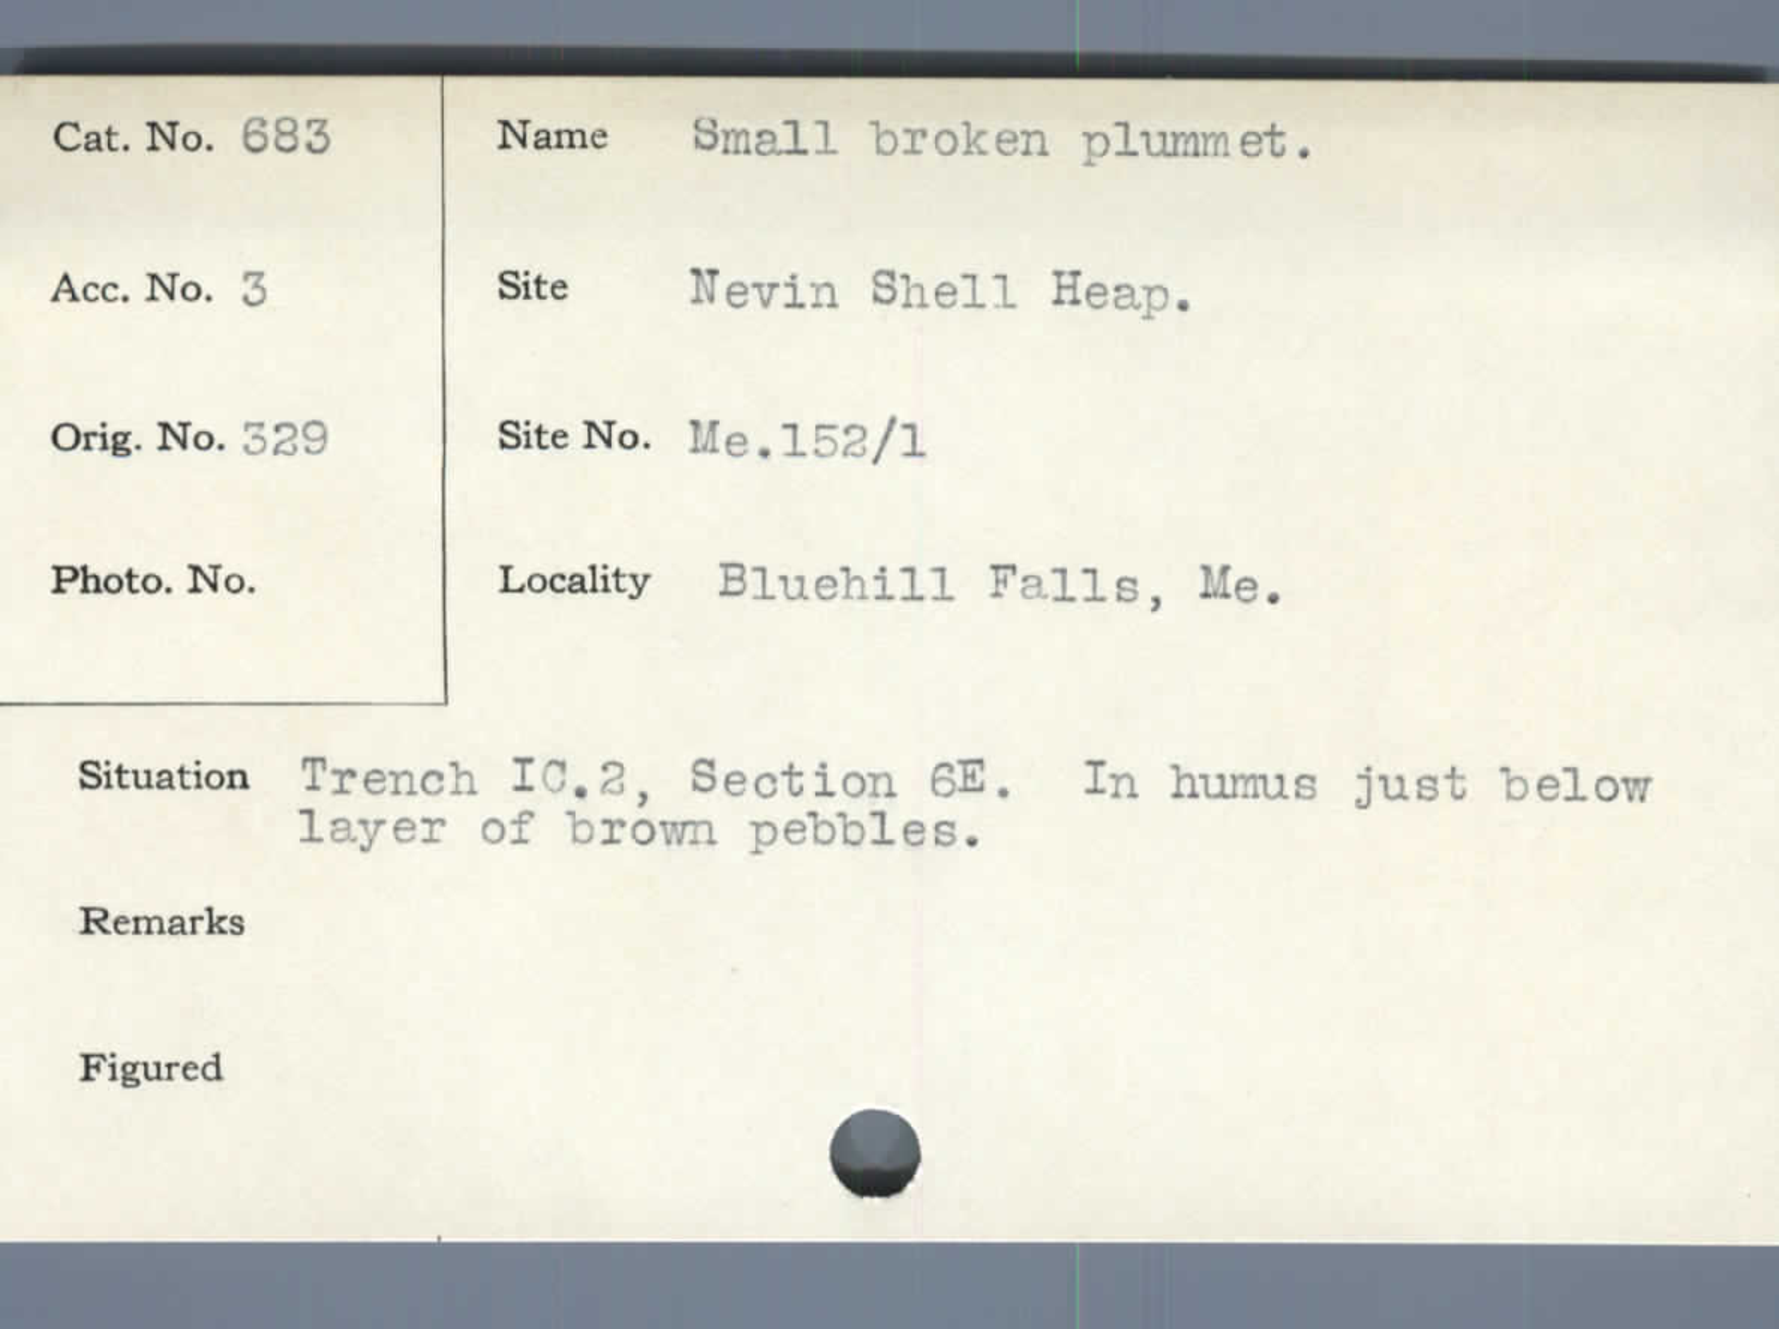 Cat. No. 683
Name Small broken plummet.
Acc. No. 3
Site Nevin Shell Heap.
Orig. No. 329
Site No. Me.152/1
Photo. No.
Locality Bluehill Falls, Me.
Situation Trench IC.2, Section 6E. In humus just below
layer of brown pebbles.
Remarks
Figured